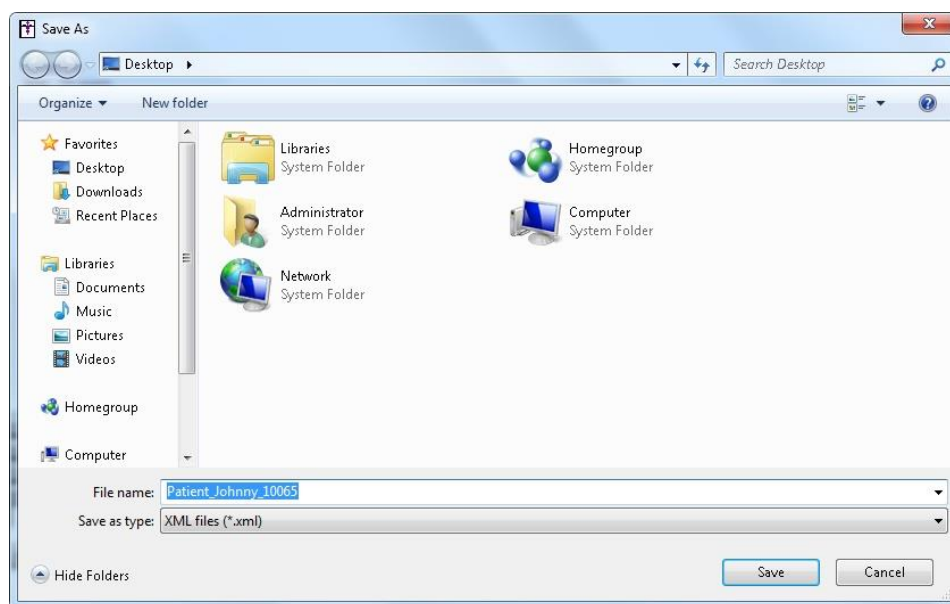 Save As
Desktop
Search Desktop
Organize
New folder
Favorites
Desktop
Downloads
Recent Places
Libraries
Documents
Music
Pictures
Videos
Homegroup
Computer
Libraries
System Folder
Homegroup
System Folder
Administrator
System Folder
Computer
System Folder
Network
System Folder
File name: Patient_Johnny_10065
Save as type: XML files (*.xml)
Hide Folders
Save
Cancel